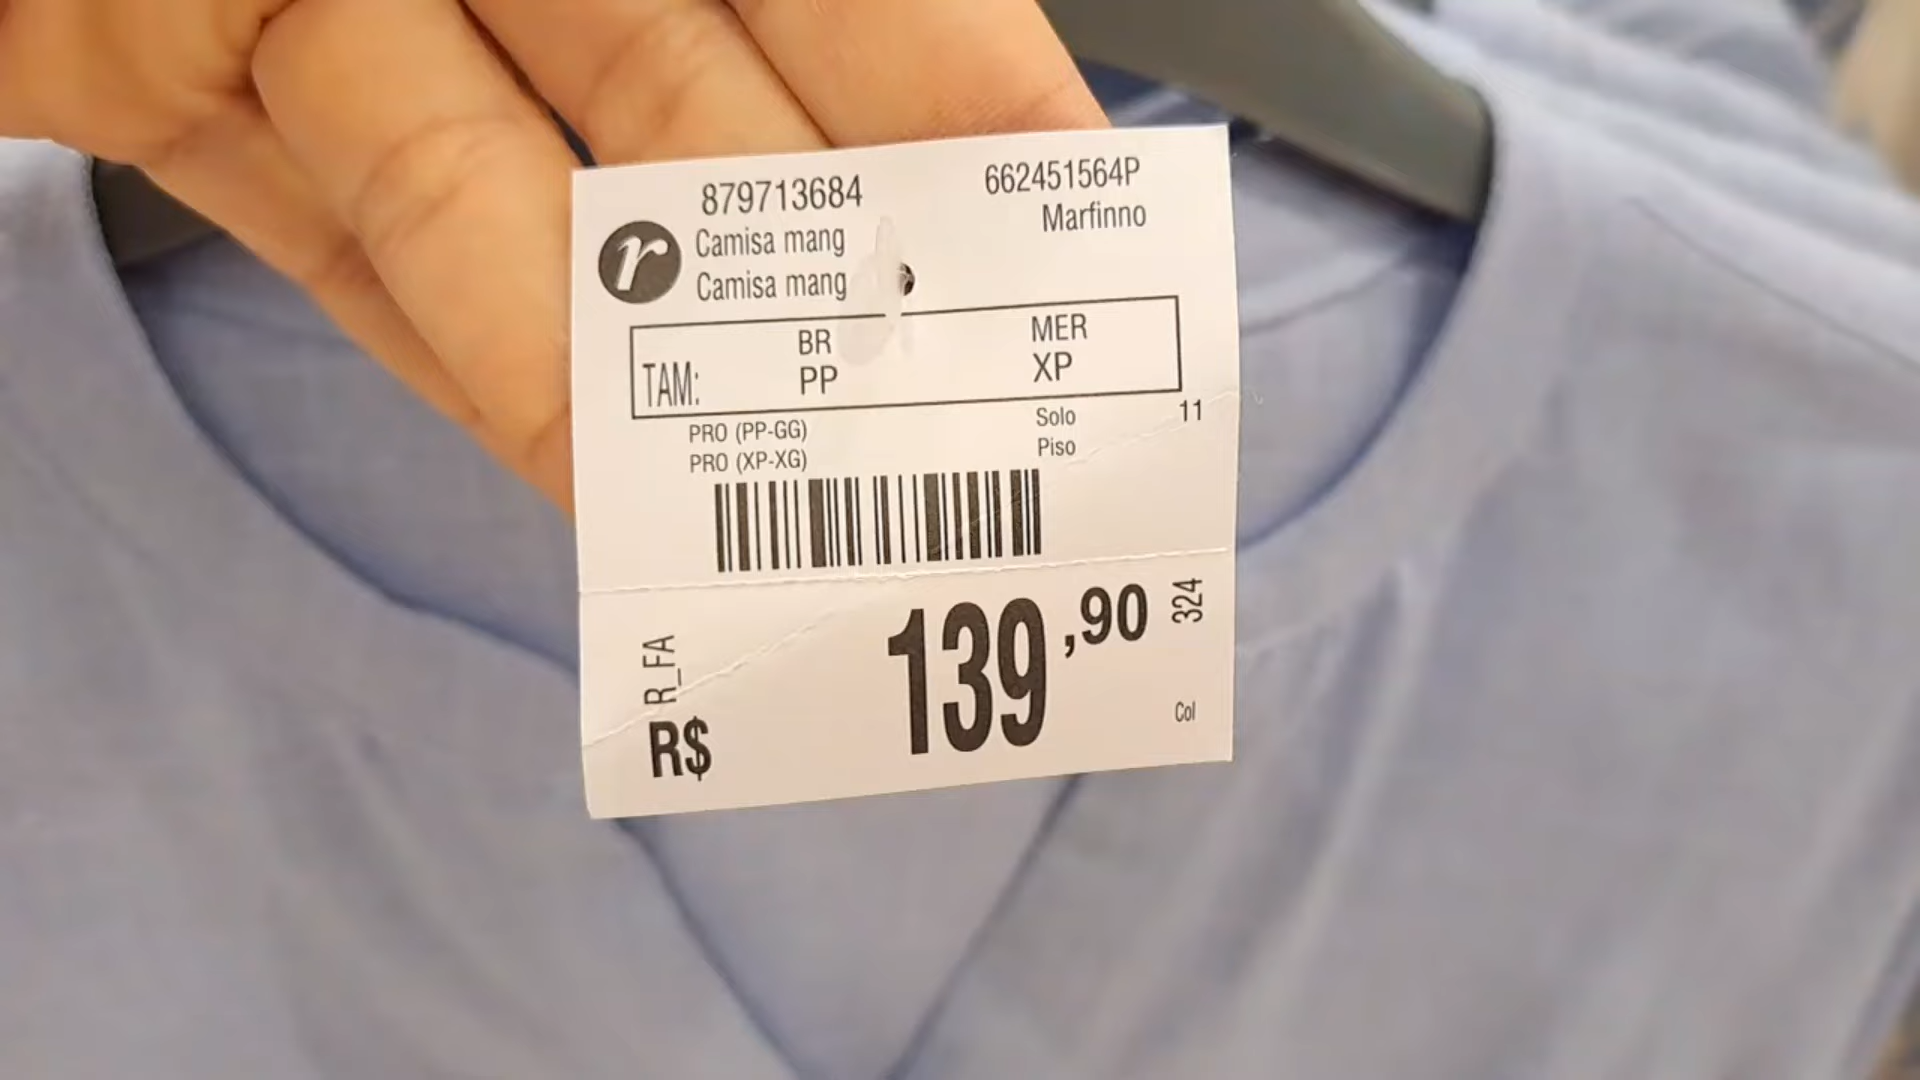 879713684 662451564P
r Camisa mang Marfinno
Camisa mang
BR MER
TAM: PP XP
PRO (PP-GG) Solo 11
PRO (XP-XG) Piso
R_FA
R$ 139,90
324
Col